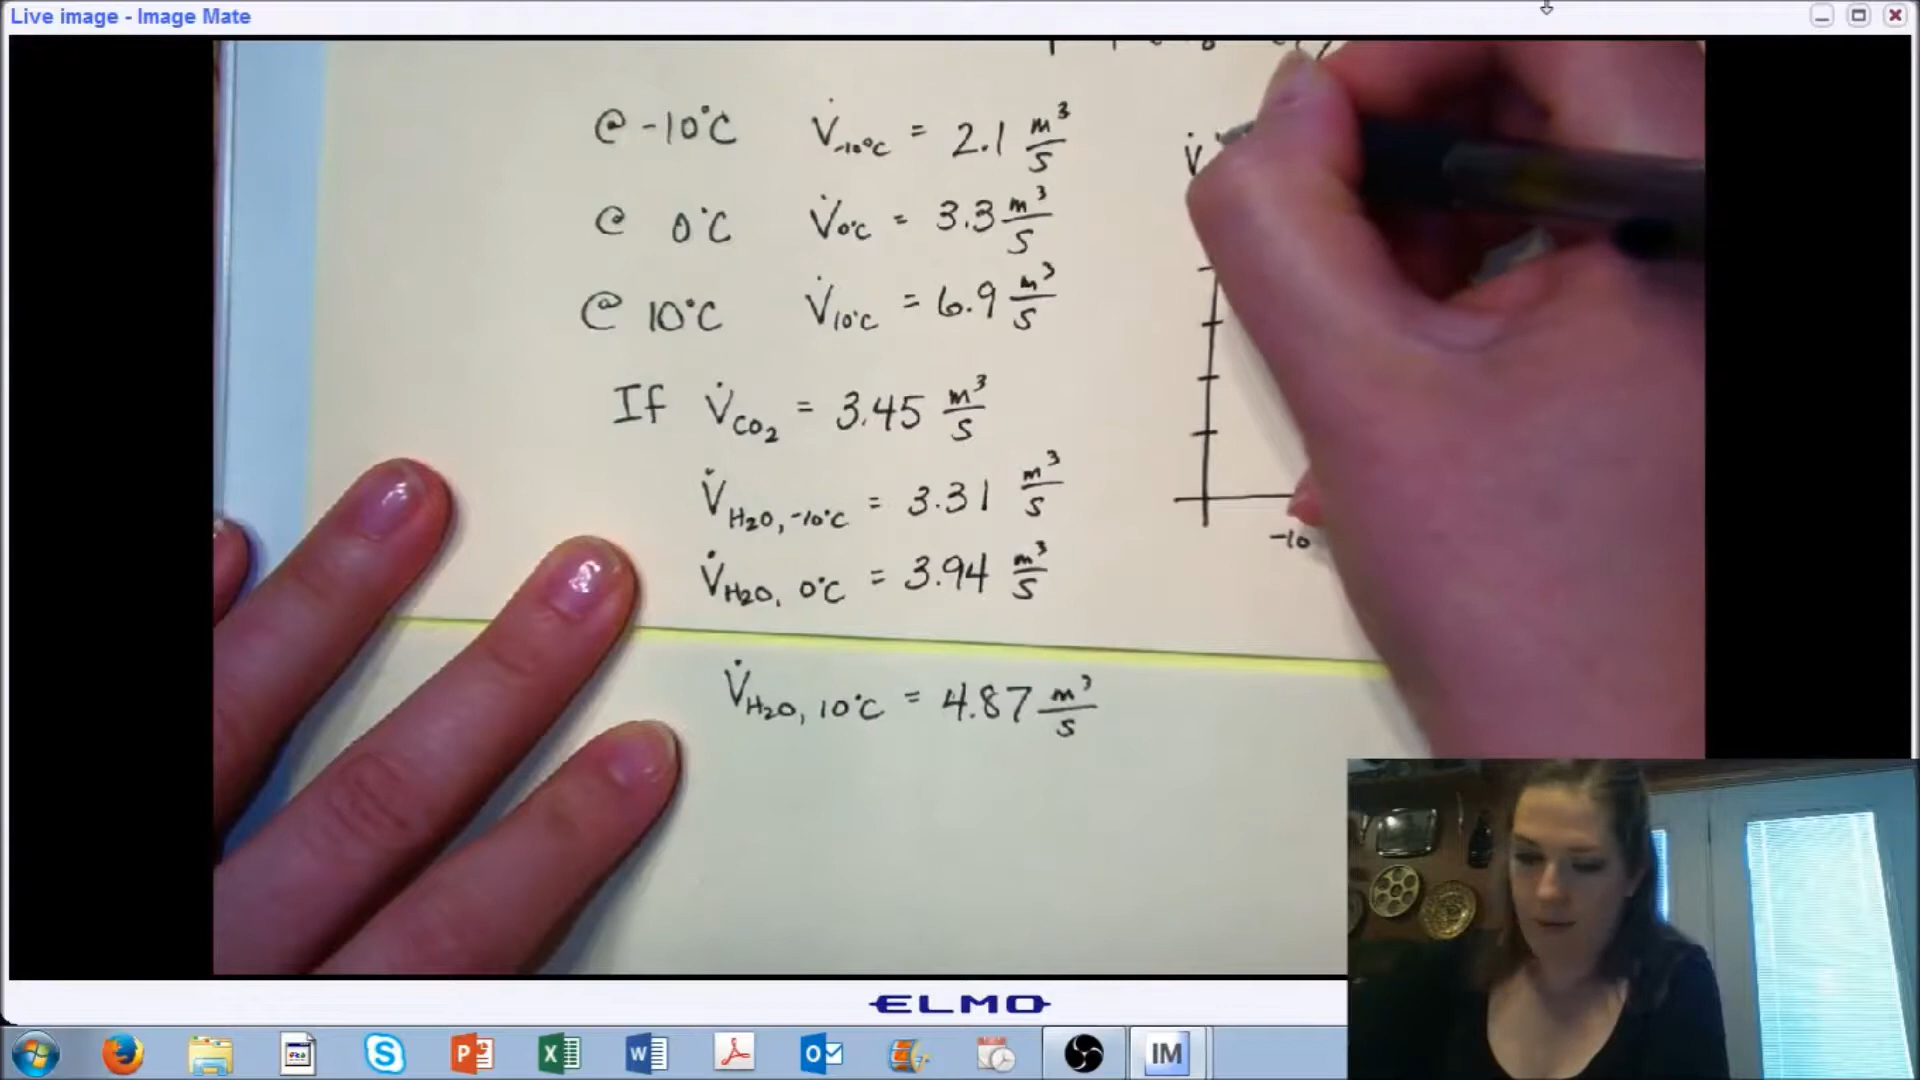 Live image - Image Mate
@ -10°C V̇-10°C = 2.1 m³/s
@ 0°C V̇0°C = 3.3 m³/s
@ 10°C V̇10°C = 6.9 m³/s
If V̇CO₂ = 3.45 m³/s
V̇H₂O, -10°C = 3.31 m³/s
V̇H₂O, 0°C = 3.94 m³/s
V̇H₂O, 10°C = 4.87 m³/s
V̇
-10
ELMO
IM